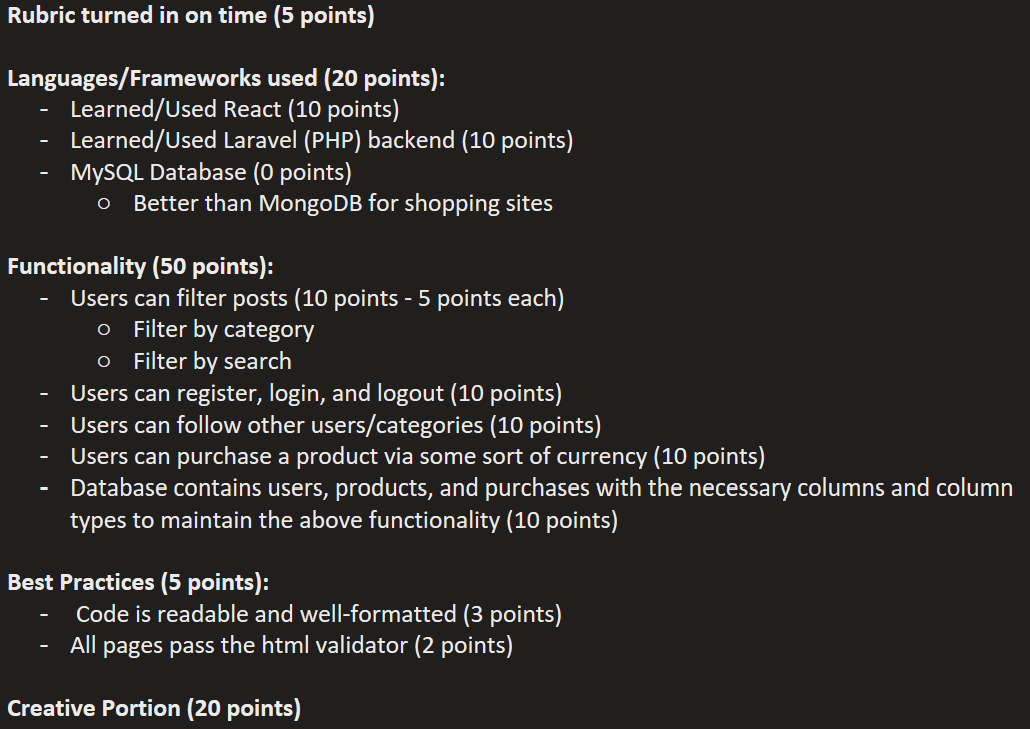 Rubric turned in on time (5 points)
Languages/Frameworks used (20 points):
- Learned/Used React (10 points)
- Learned/Used Laravel (PHP) backend (10 points)
- MySQL Database (0 points)
○ Better than MongoDB for shopping sites
Functionality (50 points):
- Users can filter posts (10 points - 5 points each)
○ Filter by category
○ Filter by search
- Users can register, login, and logout (10 points)
- Users can follow other users/categories (10 points)
- Users can purchase a product via some sort of currency (10 points)
- Database contains users, products, and purchases with the necessary columns and column
types to maintain the above functionality (10 points)
Best Practices (5 points):
- Code is readable and well-formatted (3 points)
- All pages pass the html validator (2 points)
Creative Portion (20 points)